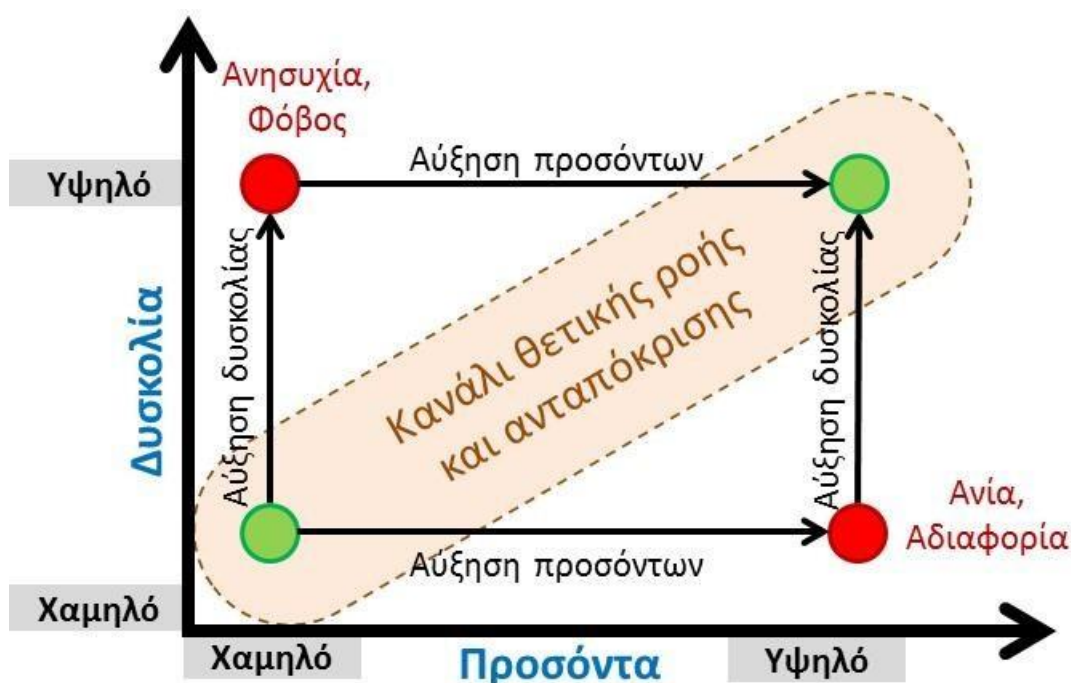 Ανησυχία,
Φόβος
Υψηλό
Αύξηση προσόντων
Αύξηση δυσκολίας
Δυσκολία
Κανάλι θετικής ροής
και ανταπόκρισης
Αύξηση δυσκολίας
Ανία,
Αδιαφορία
Αύξηση προσόντων
Χαμηλό
Χαμηλό
Προσόντα
Υψηλό